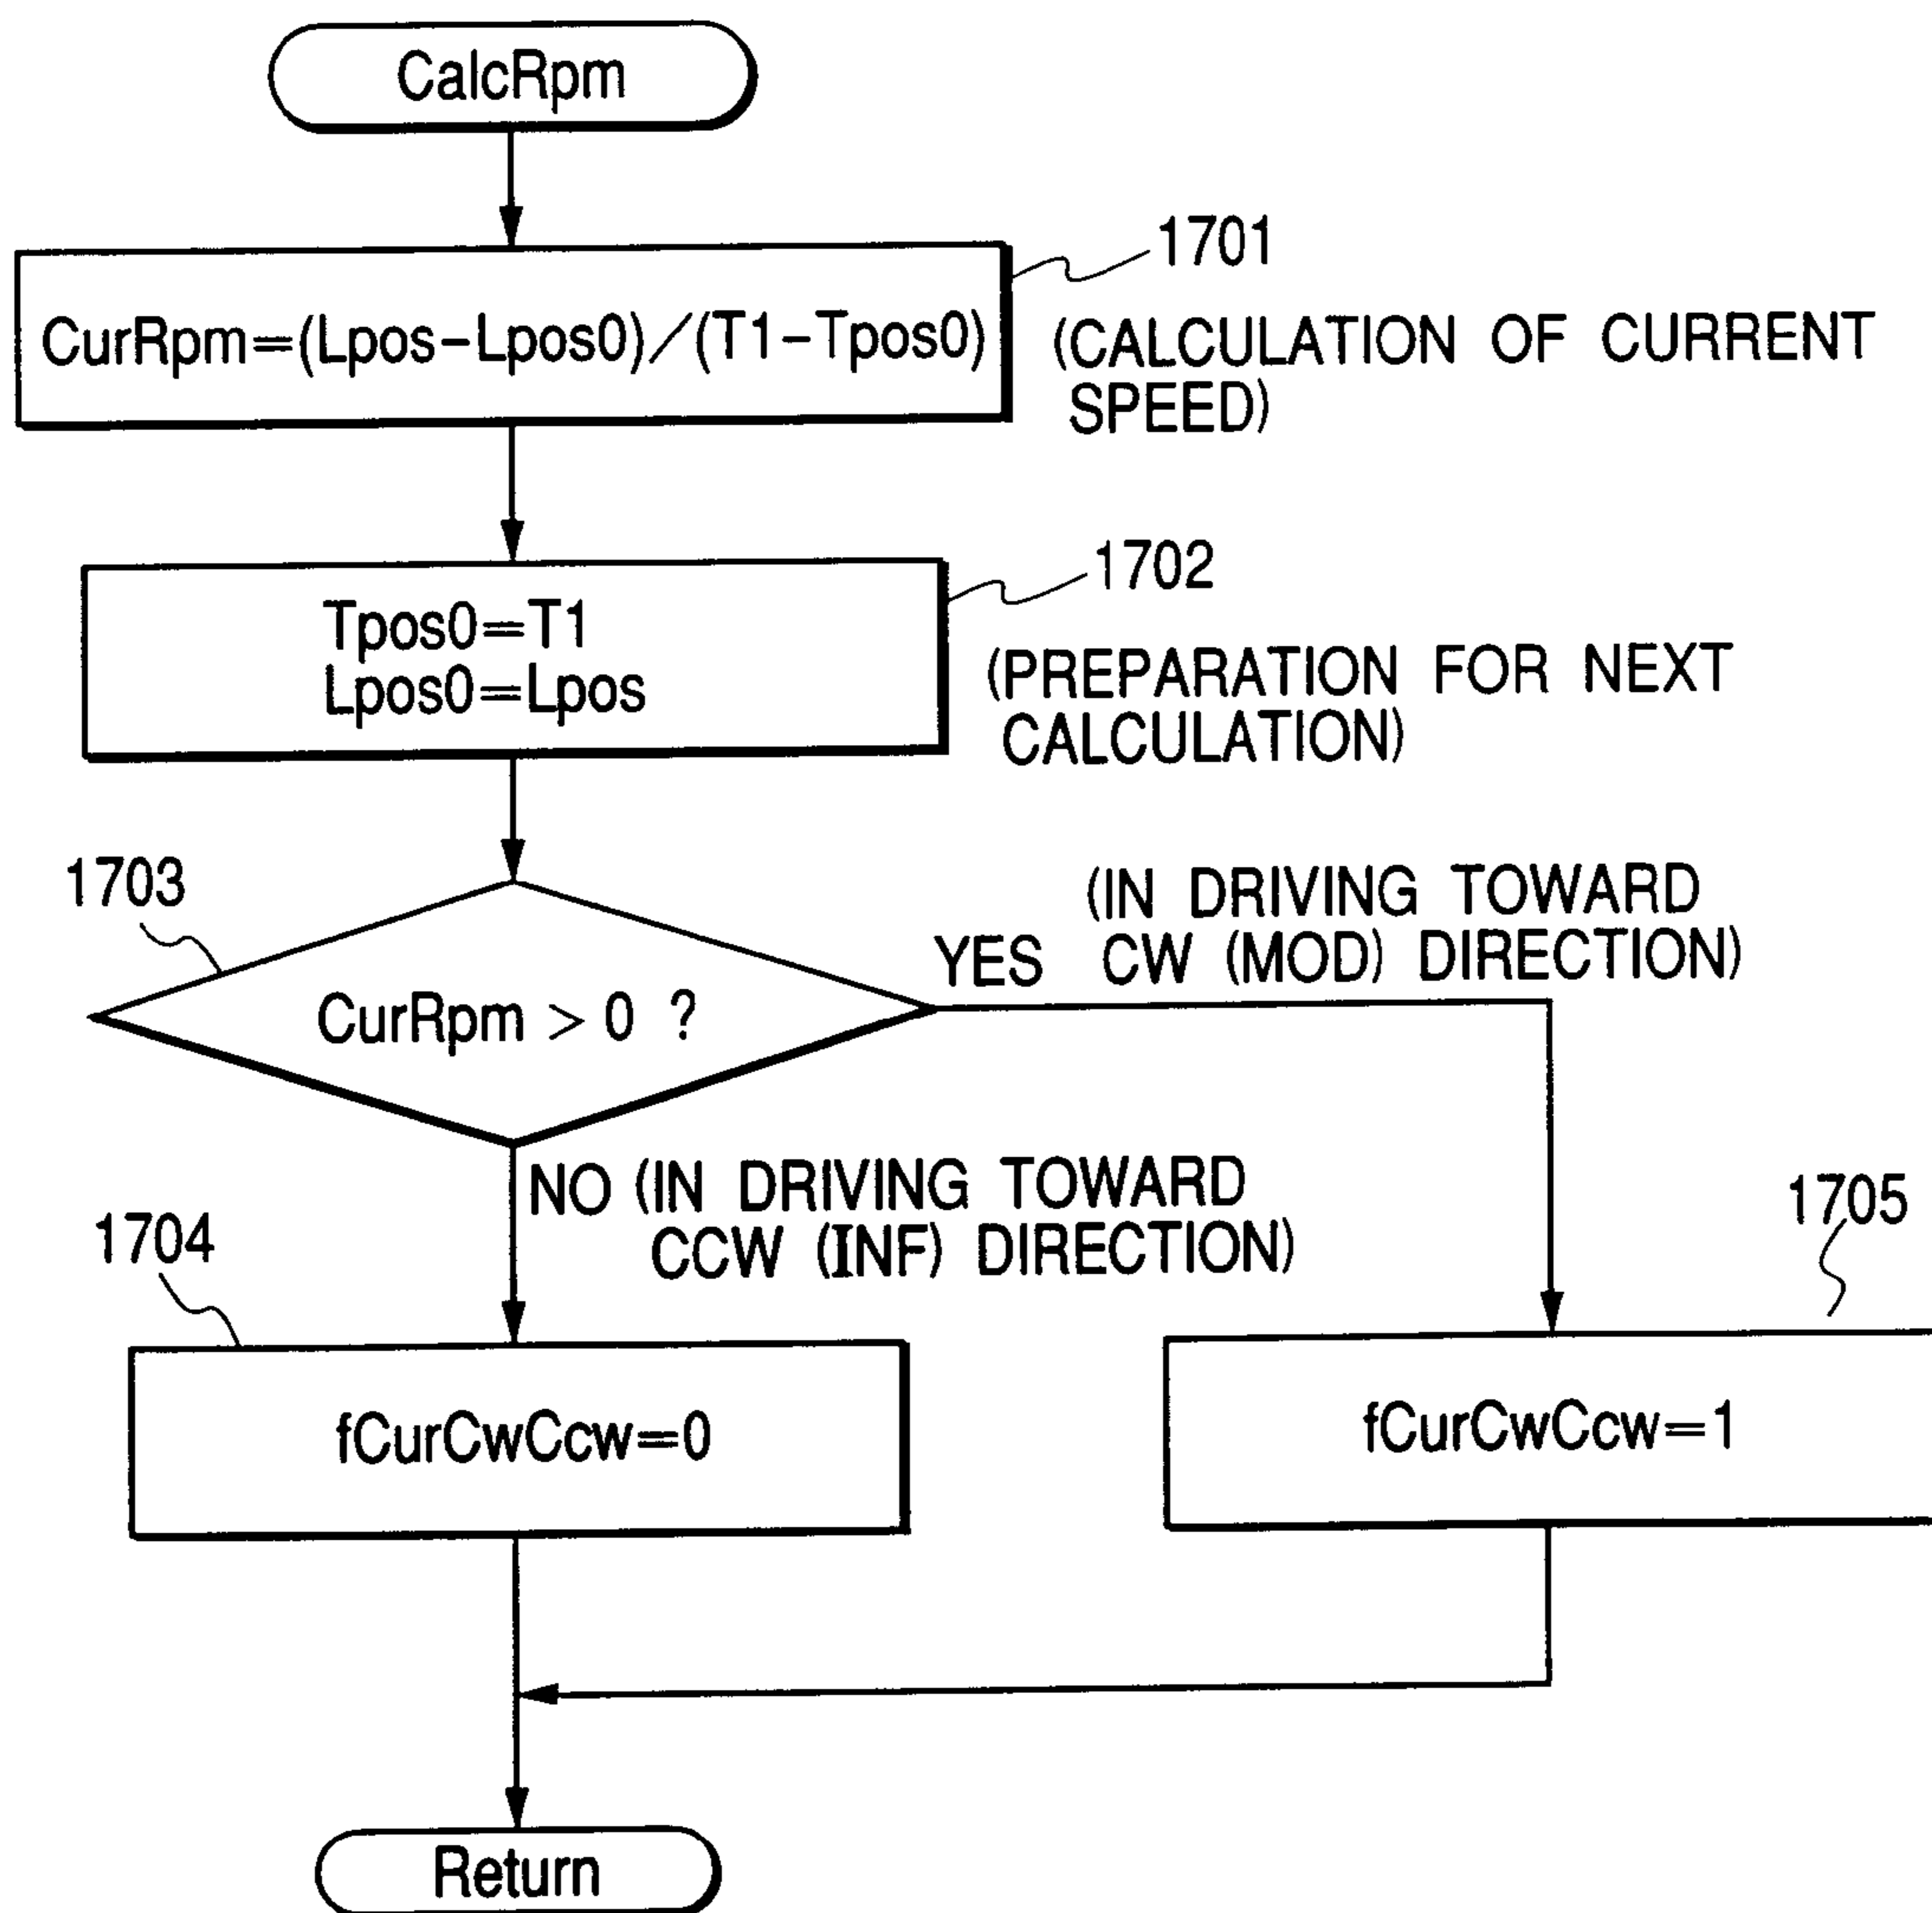 CalcRpm
1701
CurRpm=(Lpos-Lpos0)/(T1-Tpos0)
(CALCULATION OF CURRENT
SPEED)
1702
Tpos0=T1
Lpos0=Lpos
(PREPARATION FOR NEXT
CALCULATION)
1703
CurRpm > 0 ?
(IN DRIVING TOWARD
YES CW (MOD) DIRECTION)
NO (IN DRIVING TOWARD
CCW (INF) DIRECTION)
1704
1705
fCurCwCcw=0
fCurCwCcw=1
Return